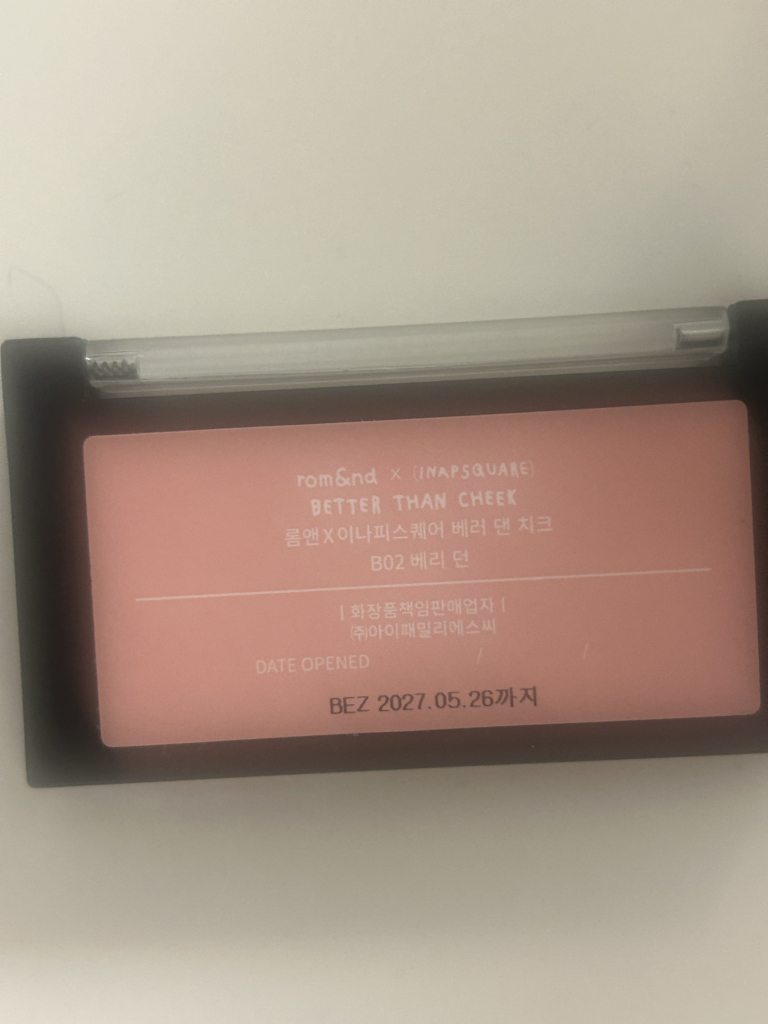 rom&nd x (INAPSQUARE)
BETTER THAN CHEEK
롬앤X이나피스퀘어 베러 댄 치크
B02 베리 던
| 화장품책임판매업자 |
㈜아이패밀리에스씨
DATE OPENED / /
BEZ 2027.05.26까지